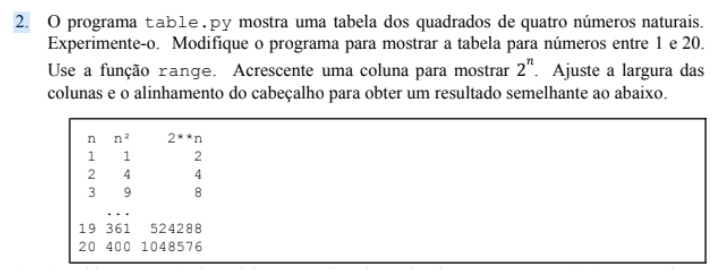 2. O programa table.py mostra uma tabela dos quadrados de quatro números naturais.
Experimente-o. Modifique o programa para mostrar a tabela para números entre 1 e 20.
Use a função range. Acrescente uma coluna para mostrar 2ⁿ. Ajuste a largura das
colunas e o alinhamento do cabeçalho para obter um resultado semelhante ao abaixo.
n n² 2**n
1 1 2
2 4 4
3 9 8
...
19 361 524288
20 400 1048576